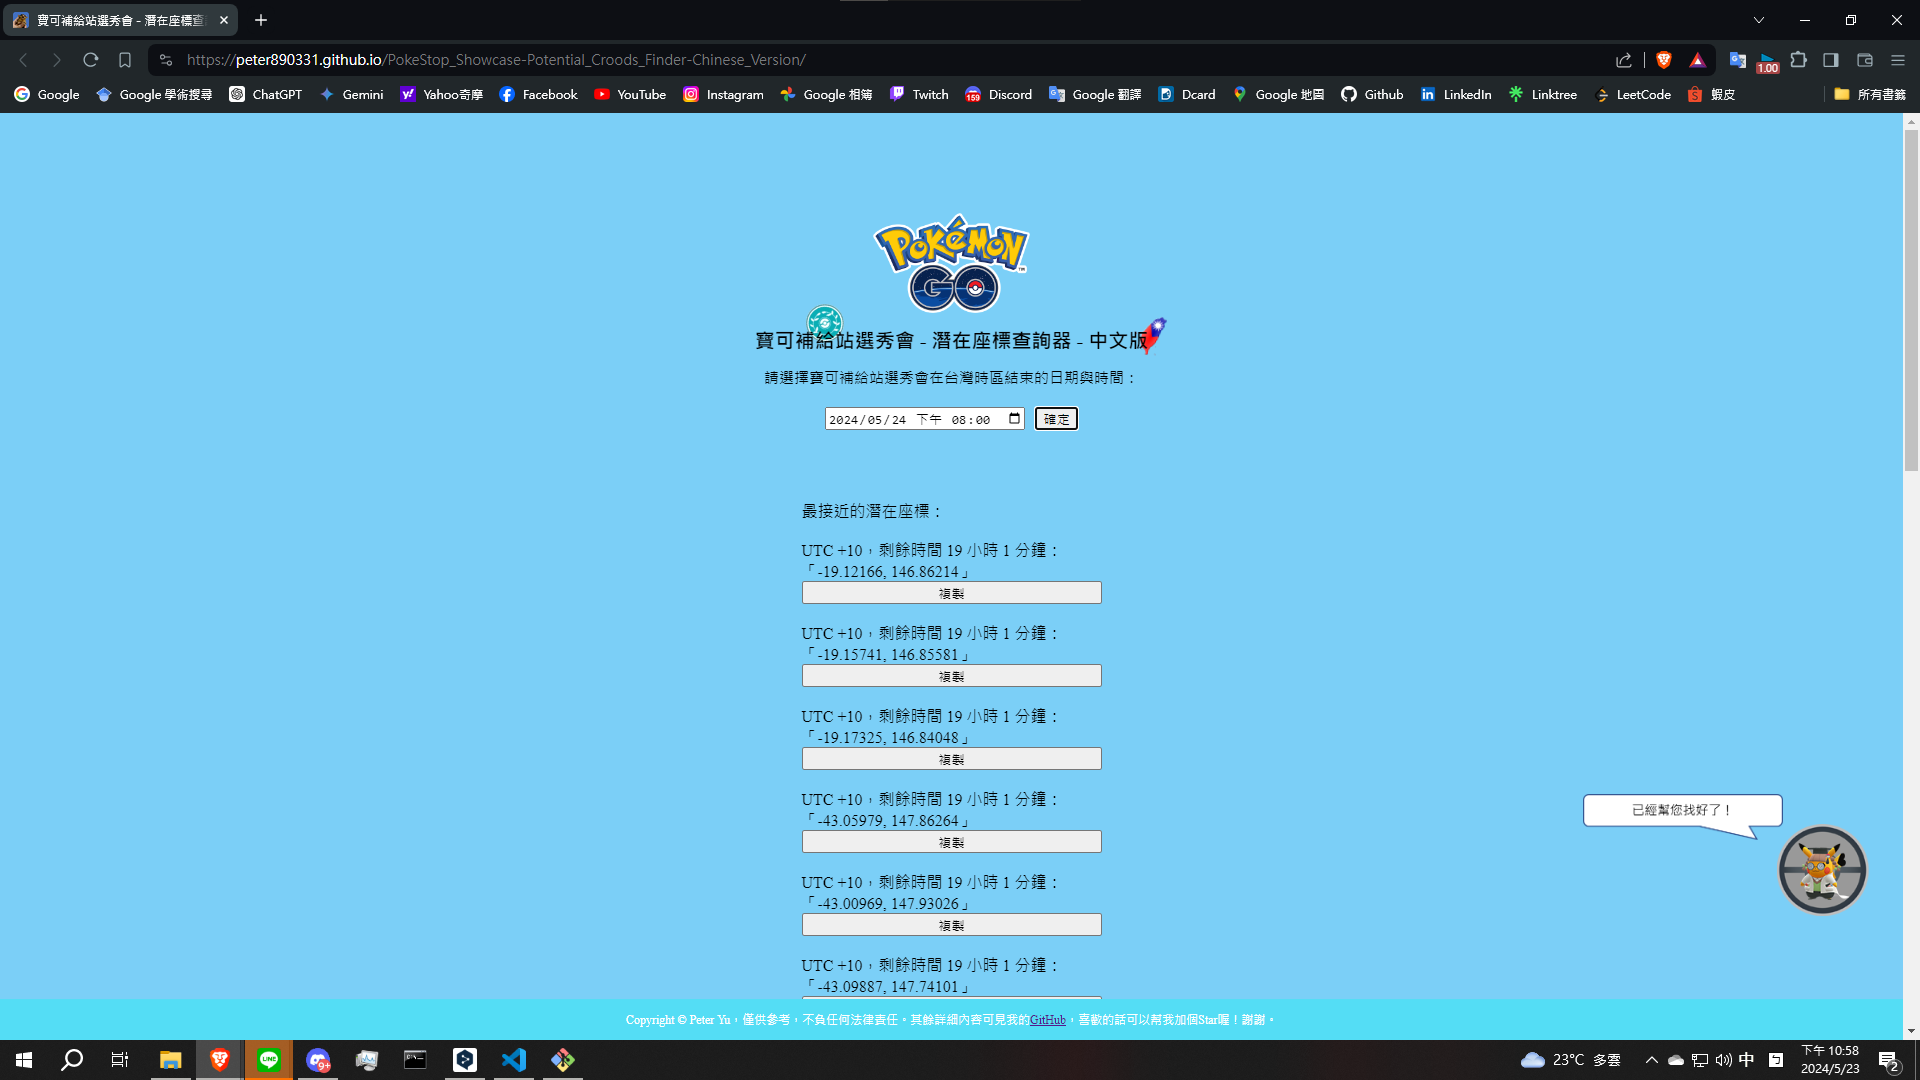 寶可補給站選秀會 - 潛在座標查
https://peter890331.github.io/PokeStop_Showcase-Potential_Croods_Finder-Chinese_Version/
1.00
Google
Google 學術搜尋
ChatGPT
Gemini
Yahoo奇摩
Facebook
YouTube
Instagram
Google 相簿
Twitch
159
Discord
Google 翻譯
Dcard
Google 地圖
Github
LinkedIn
Linktree
LeetCode
蝦皮
所有書籤
Pokémon
GO
寶可補給站選秀會 - 潛在座標查詢器 - 中文版
請選擇寶可補給站選秀會在台灣時區結束的日期與時間：
2024/05/24 下午 08:00
確定
最接近的潛在座標：
UTC +10，剩餘時間 19 小時 1 分鐘：
「-19.12166, 146.86214」
複製
UTC +10，剩餘時間 19 小時 1 分鐘：
「-19.15741, 146.85581」
複製
UTC +10，剩餘時間 19 小時 1 分鐘：
「-19.17325, 146.84048」
複製
UTC +10，剩餘時間 19 小時 1 分鐘：
「-43.05979, 147.86264」
複製
UTC +10，剩餘時間 19 小時 1 分鐘：
「-43.00969, 147.93026」
複製
UTC +10，剩餘時間 19 小時 1 分鐘：
「-43.09887, 147.74101」
已經幫您找好了！
Copyright © Peter Yu，僅供參考，不負任何法律責任。其餘詳細內容可見我的GitHub，喜歡的話可以幫我加個Star喔！謝謝。
LINE
9+
23°C 多雲
中
下午 10:58
2024/5/23
2